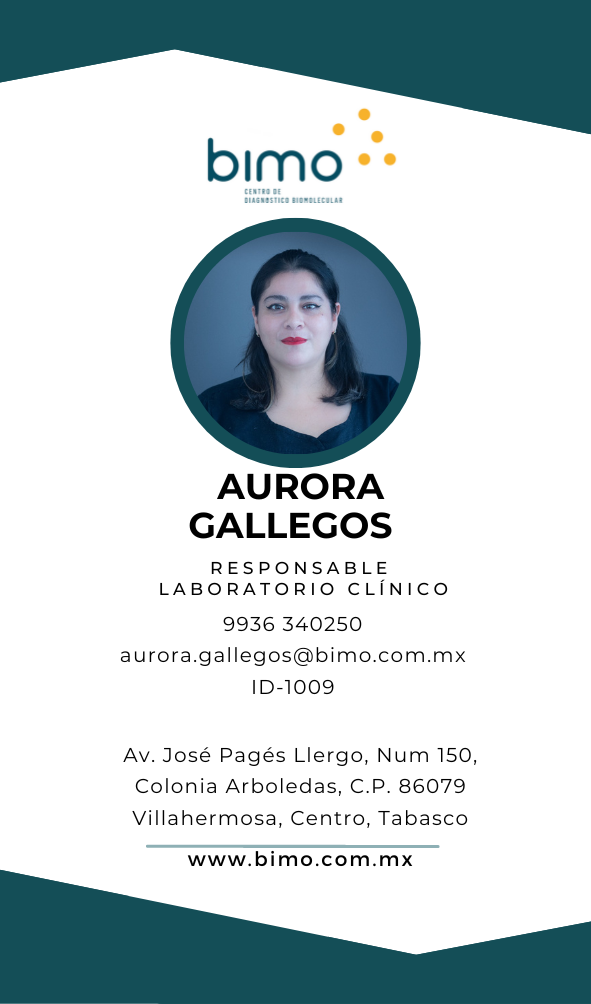 bimo
CENTRO DE
DIAGNÓSTICO BIOMOLECULAR
AURORA
GALLEGOS
RESPONSABLE
LABORATORIO CLÍNICO
9936 340250
aurora.gallegos@bimo.com.mx
ID-1009
Av. José Pagés Llergo, Num 150,
Colonia Arboledas, C.P. 86079
Villahermosa, Centro, Tabasco
www.bimo.com.mx